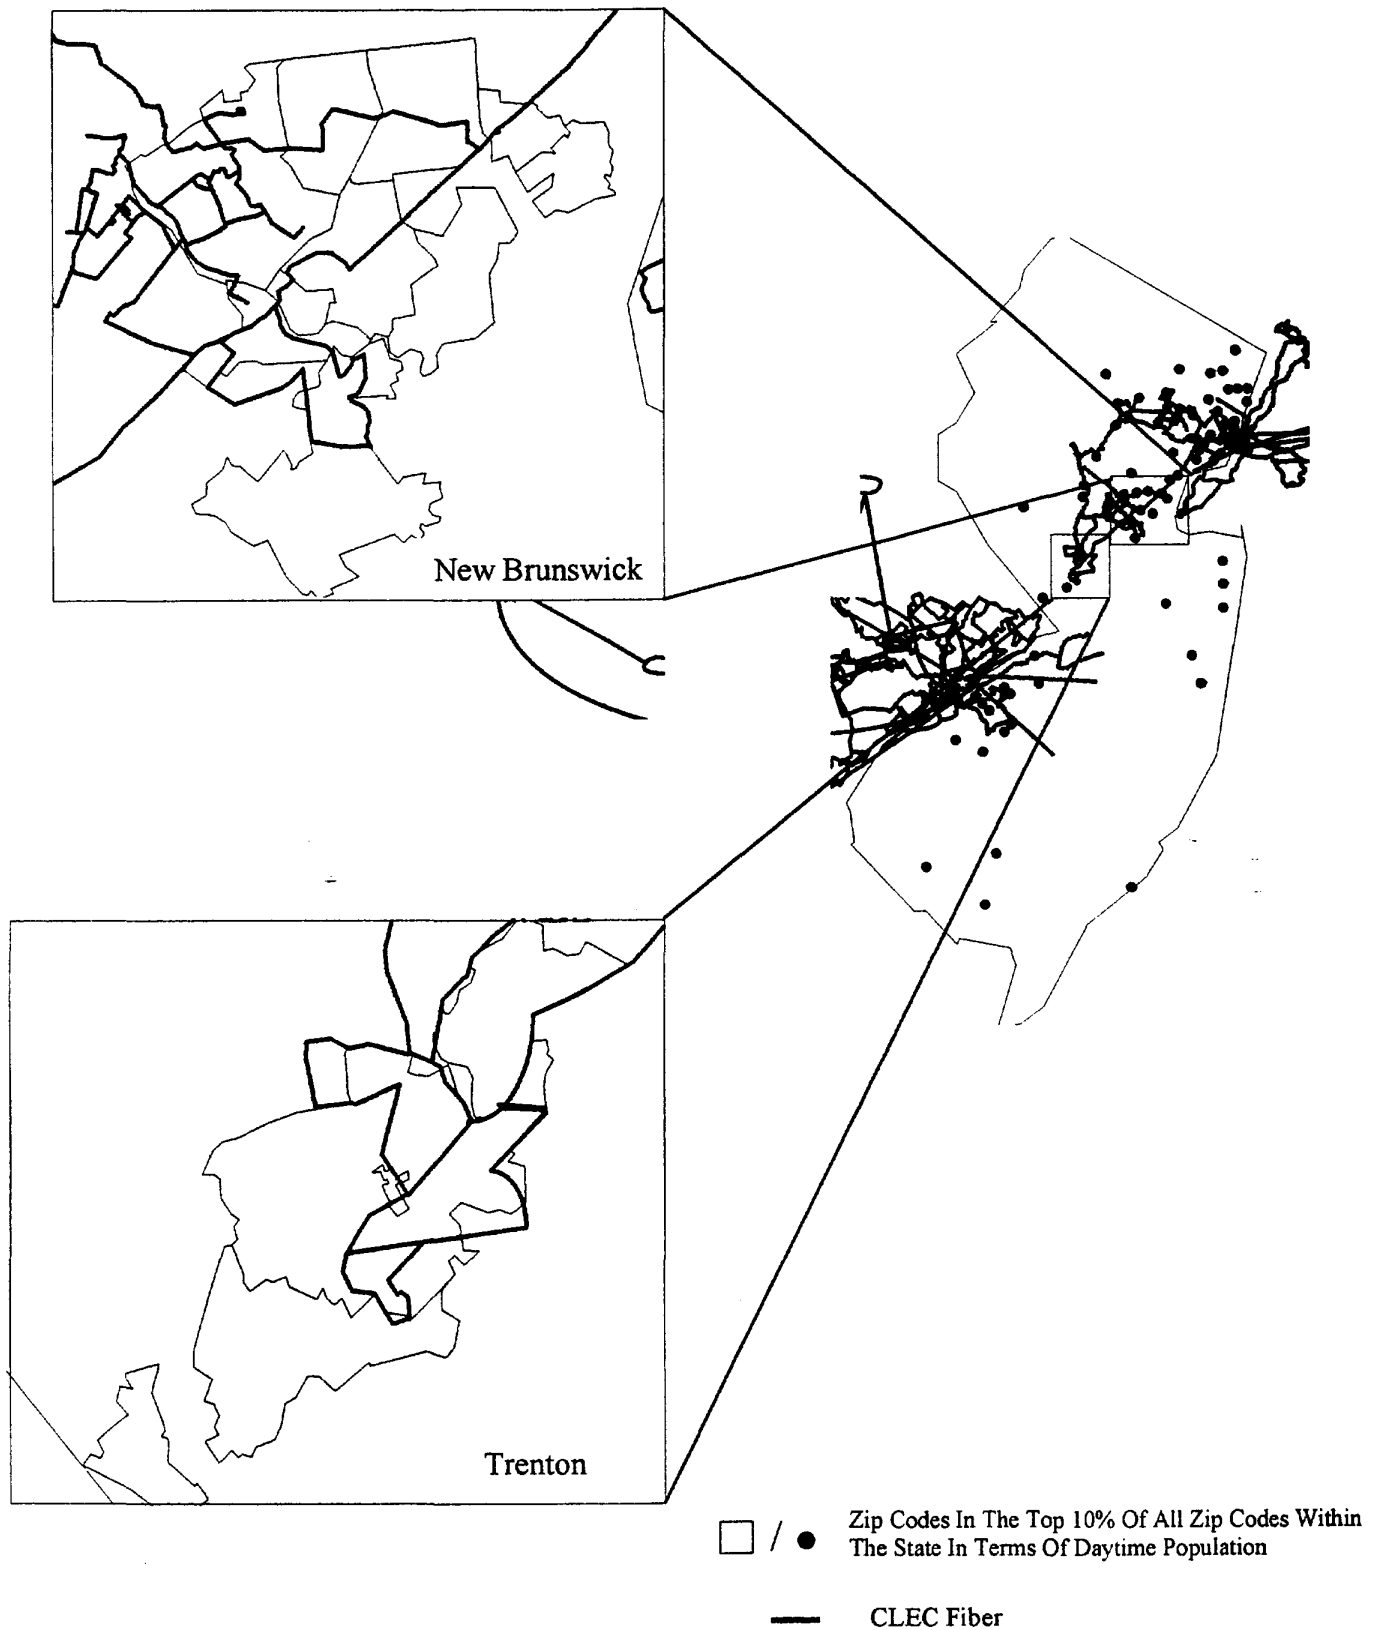 New Brunswick
Trenton
/
Zip Codes In The Top 10% Of All Zip Codes Within
The State In Terms Of Daytime Population
CLEC Fiber